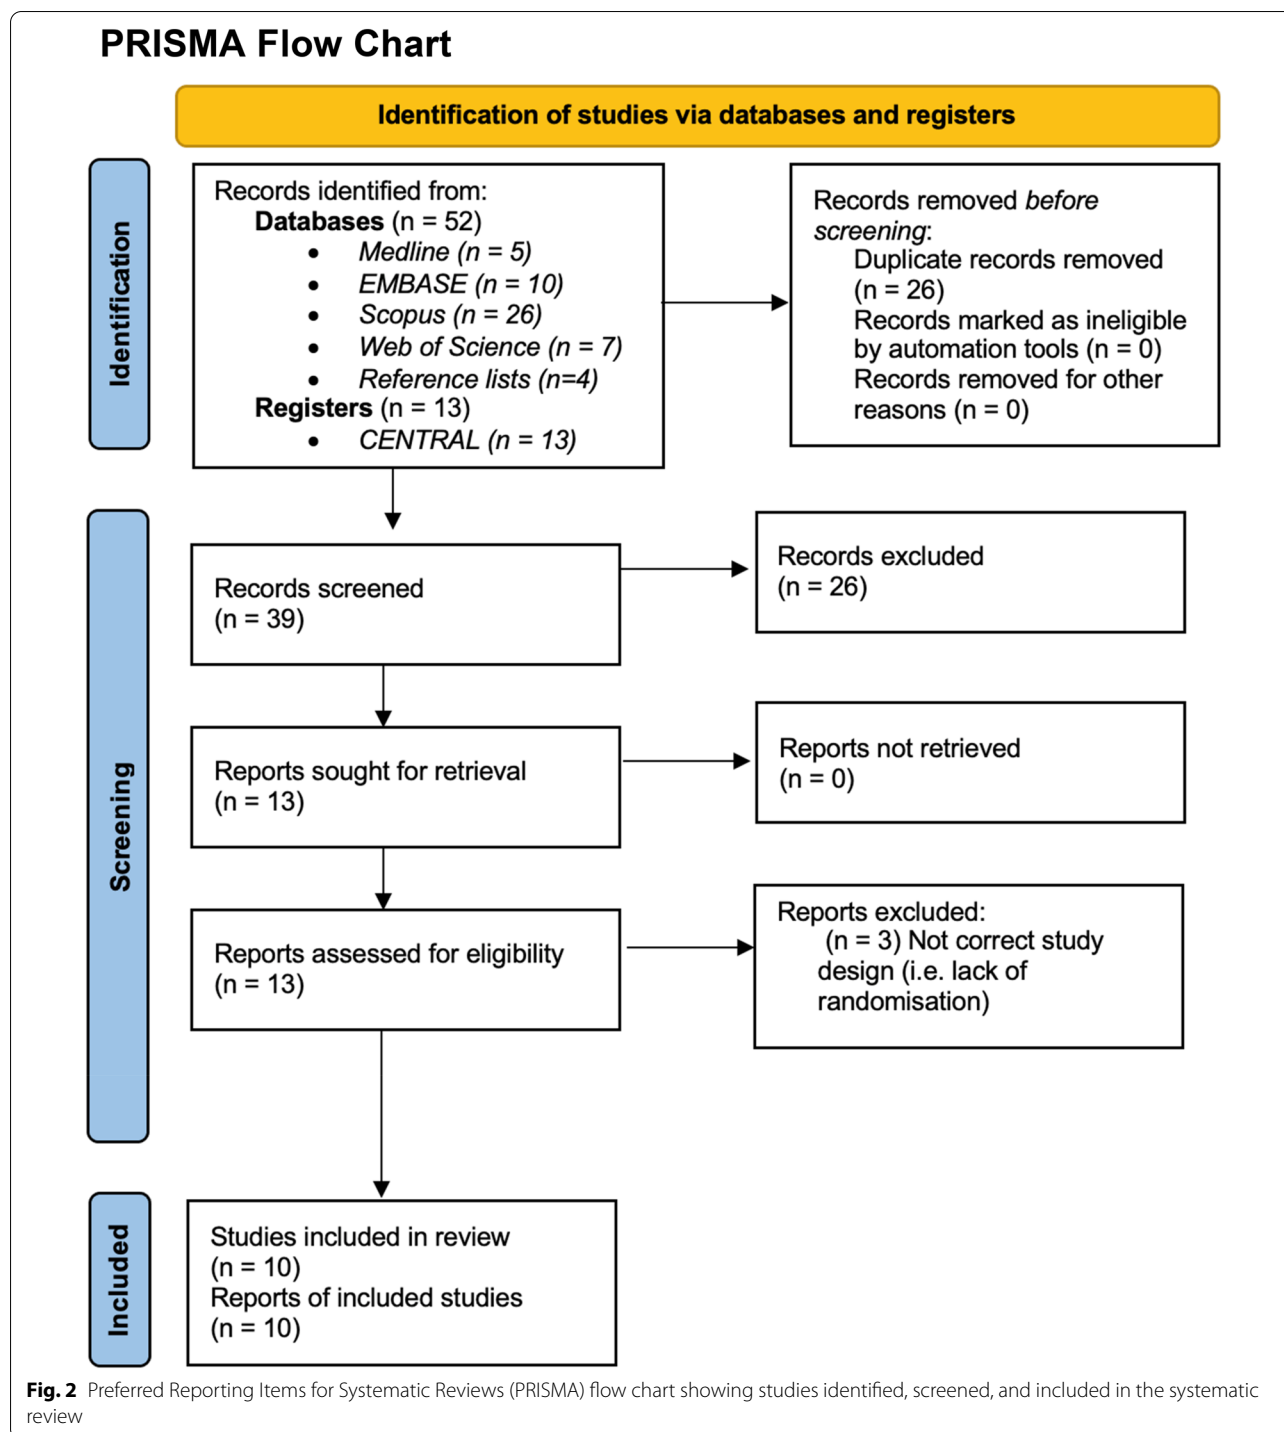 PRISMA Flow Chart
Identification of studies via databases and registers
Identification
Records identified from:
Databases (n = 52)
• Medline (n = 5)
• EMBASE (n = 10)
• Scopus (n = 26)
• Web of Science (n = 7)
• Reference lists (n=4)
Registers (n = 13)
• CENTRAL (n = 13)
Records removed before
screening:
Duplicate records removed
(n = 26)
Records marked as ineligible
by automation tools (n = 0)
Records removed for other
reasons (n = 0)
Screening
Records screened
(n = 39)
Records excluded
(n = 26)
Reports sought for retrieval
(n = 13)
Reports not retrieved
(n = 0)
Reports assessed for eligibility
(n = 13)
Reports excluded:
(n = 3) Not correct study
design (i.e. lack of
randomisation)
Included
Studies included in review
(n = 10)
Reports of included studies
(n = 10)
Fig. 2 Preferred Reporting Items for Systematic Reviews (PRISMA) flow chart showing studies identified, screened, and included in the systematic
review